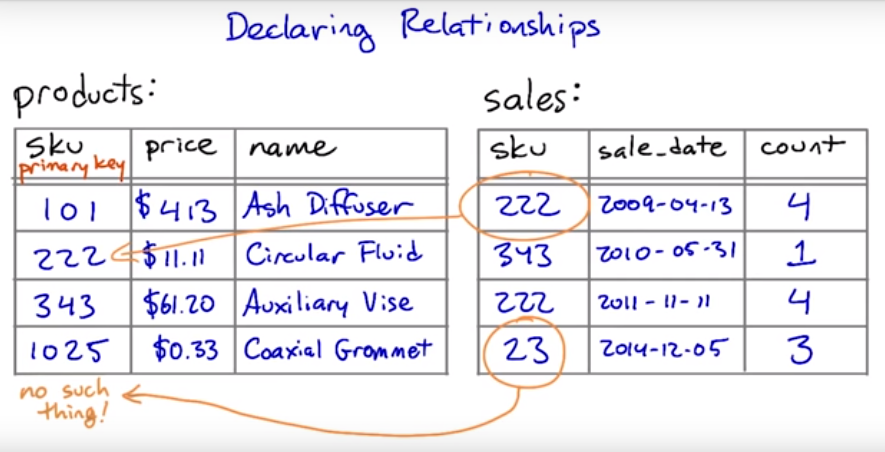 Declaring Relationships
products:
sku price name
primary key
101 $413 Ash Diffuser
222 $11.11 Circular Fluid
343 $61.20 Auxiliary Vise
1025 $0.33 Coaxial Grommet
no such
thing!
sales:
sku sale_date count
222 2009-04-13 4
343 2010-05-31 1
222 2011-11-11 4
23 2014-12-05 3